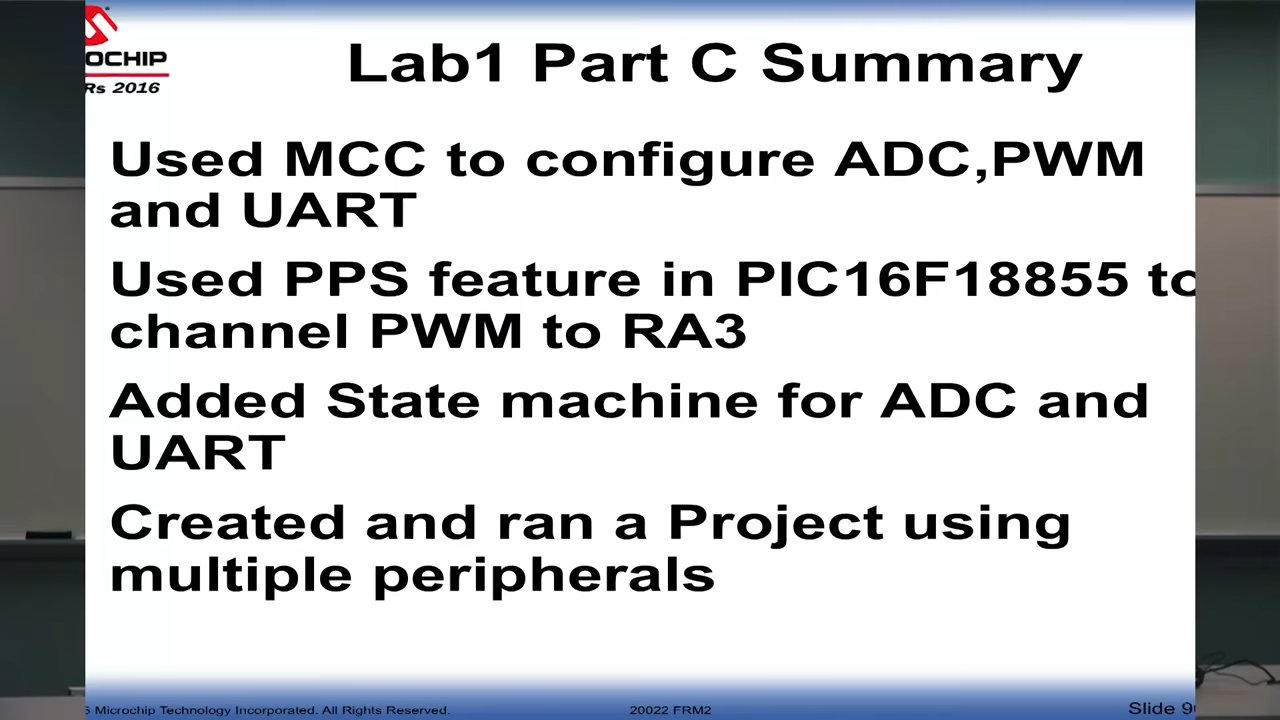 OCHIP
Rs 2016
Lab1 Part C Summary
Used MCC to configure ADC,PWM
and UART
Used PPS feature in PIC16F18855 to
channel PWM to RA3
Added State machine for ADC and
UART
Created and ran a Project using
multiple peripherals
Microchip Technology Incorporated. All Rights Reserved.
20022 FRM2
Slide